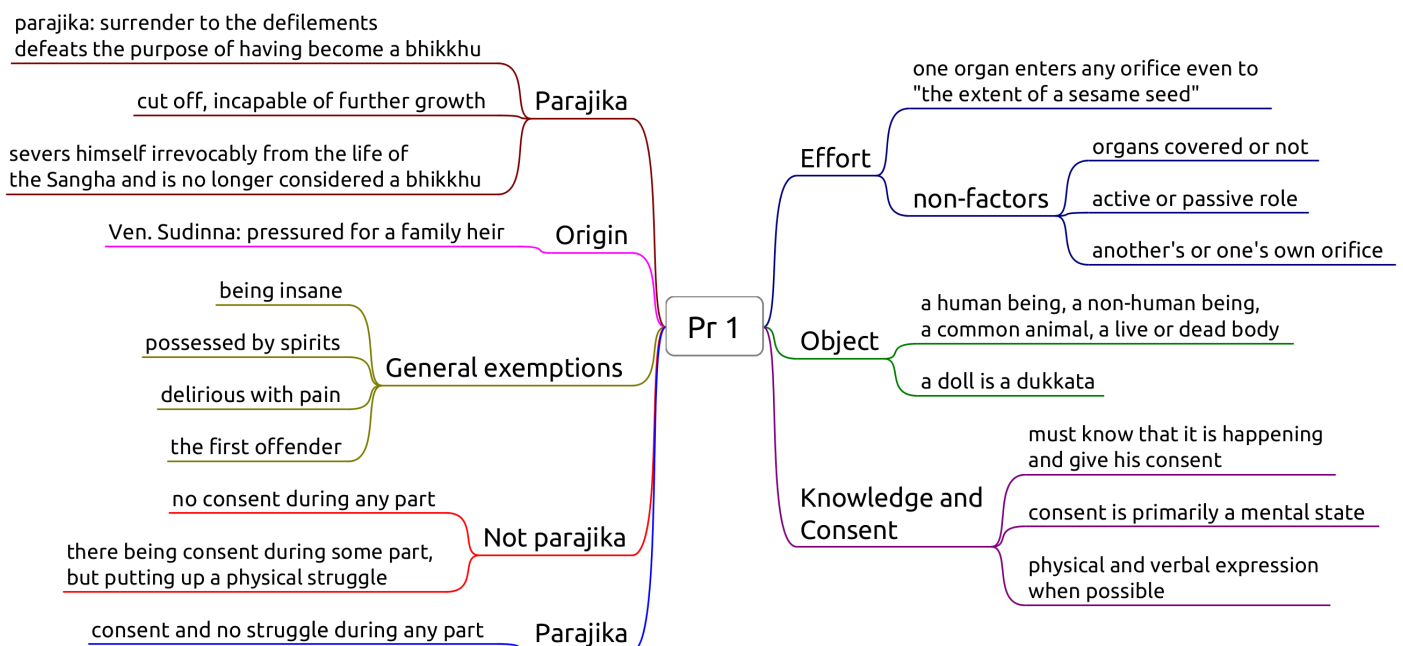 parajika: surrender to the defilements
defeats the purpose of having become a bhikkhu
cut off, incapable of further growth
severs himself irrevocably from the life of
the Sangha and is no longer considered a bhikkhu
Parajika
Ven. Sudinna: pressured for a family heir
Origin
being insane
possessed by spirits
delirious with pain
the first offender
General exemptions
no consent during any part
there being consent during some part,
but putting up a physical struggle
Not parajika
consent and no struggle during any part
Parajika
Pr 1
Effort
one organ enters any orifice even to
"the extent of a sesame seed"
non-factors
organs covered or not
active or passive role
another's or one's own orifice
Object
a human being, a non-human being,
a common animal, a live or dead body
a doll is a dukkata
Knowledge and
Consent
must know that it is happening
and give his consent
consent is primarily a mental state
physical and verbal expression
when possible